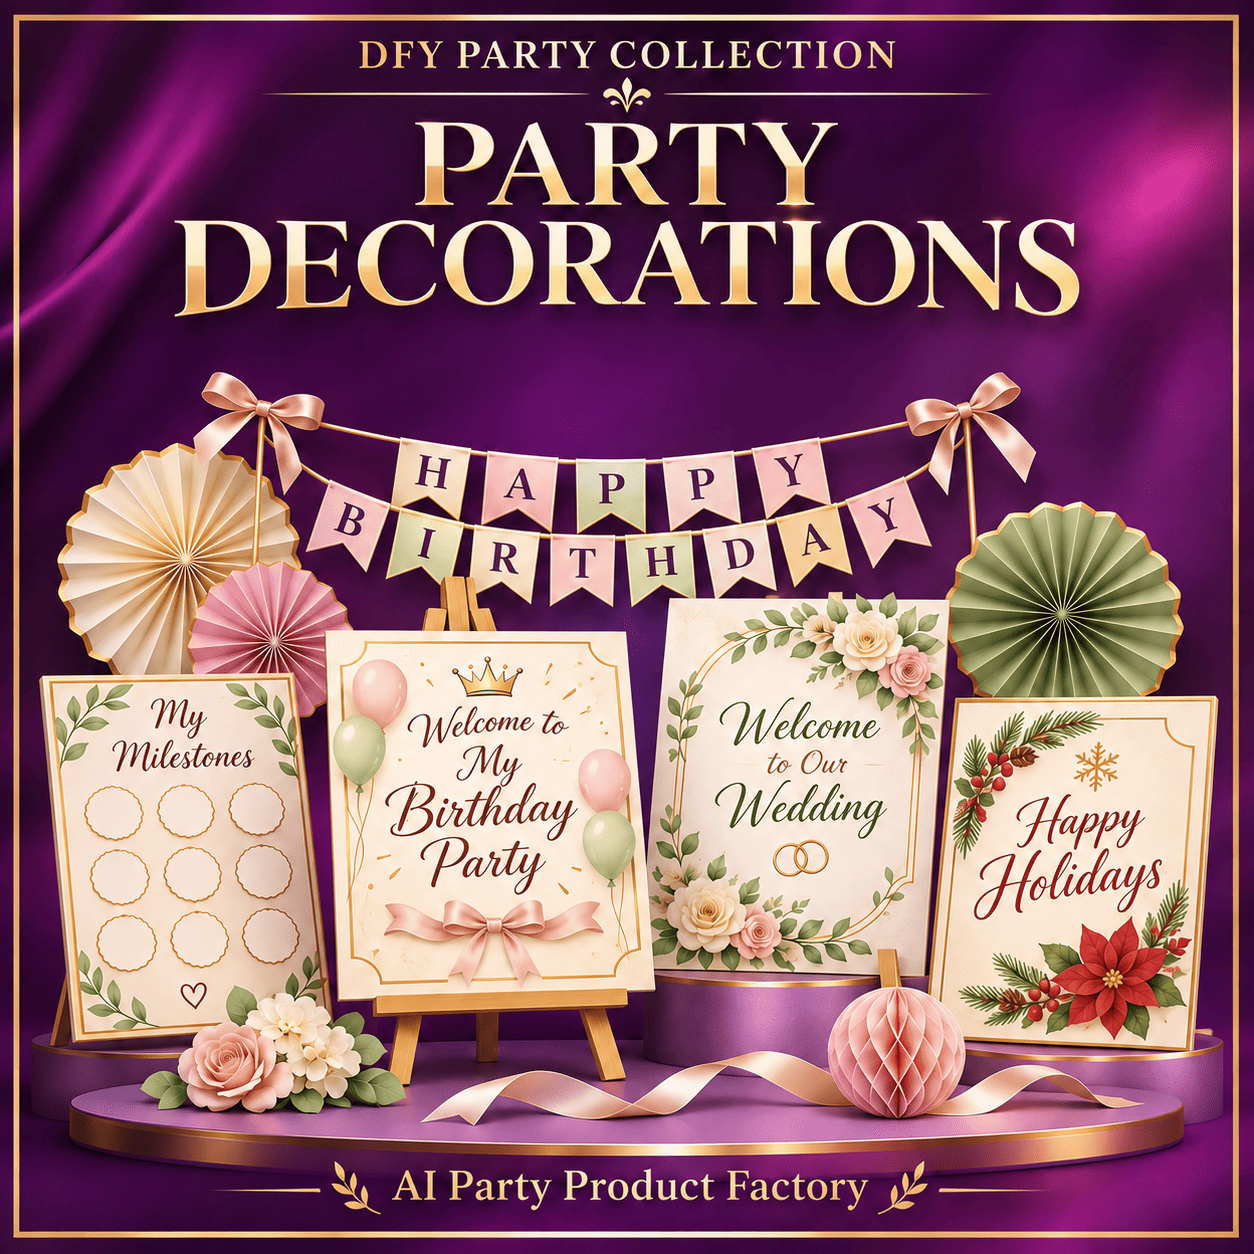 DFY PARTY COLLECTION
PARTY
DECORATIONS
HAPPY
BIRTHDAY
My
Milestones
Welcome to
My
Birthday
Party
Welcome
to Our
Wedding
Happy
Holidays
AI Party Product Factory